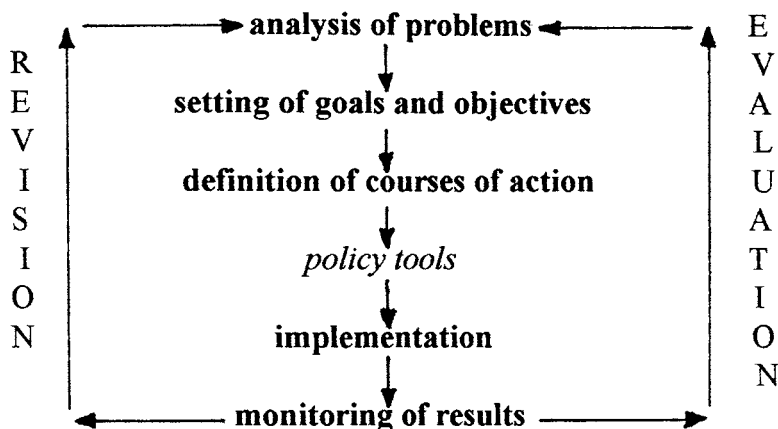 analysis of problems
setting of goals and objectives
definition of courses of action
policy tools
implementation
monitoring of results
REVISION
EVALUATION